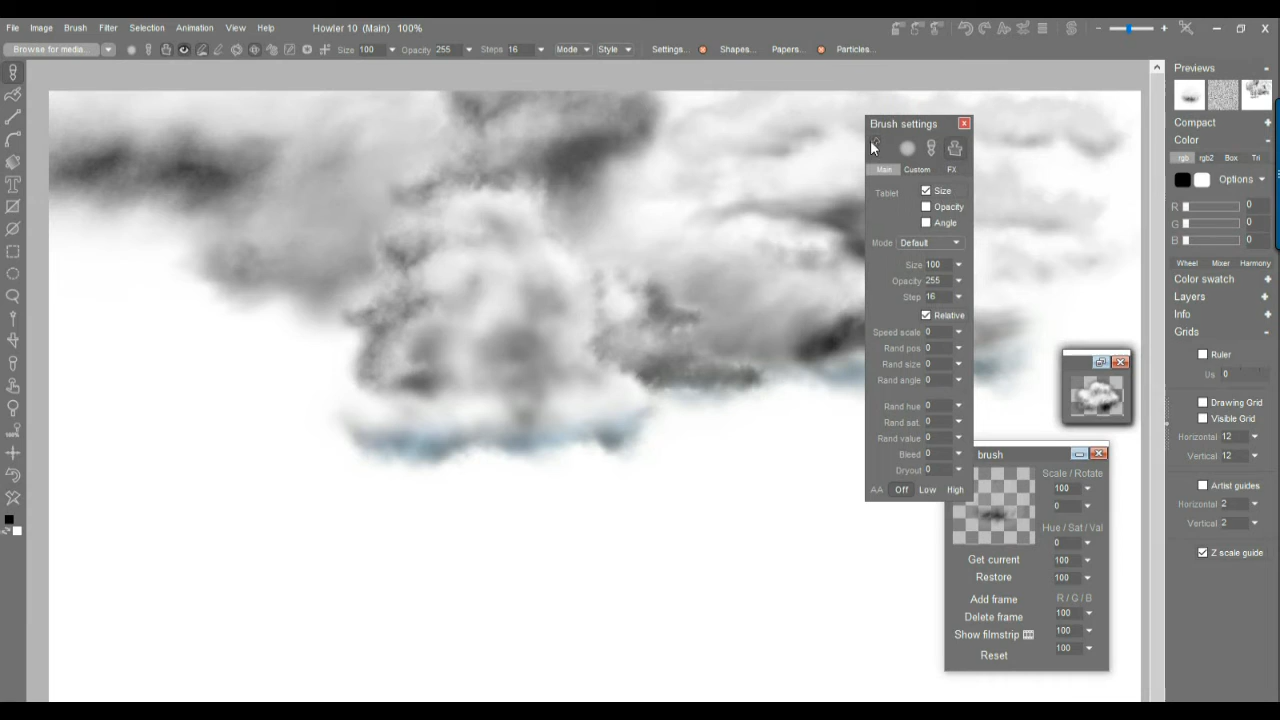 File Image Brush Filter Selection Animation View Help Howler 10 (Main) 100%
Browse for media... Size 100 Opacity 255 Steps 16 Mode Style Settings... Shapes... Papers... Particles...
Previews
Compact
Color
rgb rgb2 Box Tri
Options
R 0
G 0
B 0
Wheel Mixer Harmony
Color swatch
Layers
Info
Grids
Ruler
Us 0
Drawing Grid
Visible Grid
Horizontal 12
Vertical 12
Artist guides
Horizontal 2
Vertical 2
Z scale guide
Brush settings
Main Custom FX
Tablet Size
Opacity
Angle
Mode Default
Size 100
Opacity 255
Step 16
Relative
Speed scale 0
Rand pos 0
Rand size 0
Rand angle 0
Rand hue 0
Rand sat. 0
Rand value 0
Bleed 0
Dryout 0
AA Off Low High
brush
Scale / Rotate
100
0
Hue / Sat / Val
0
Get current 100
Restore 100
Add frame R / G / B
Delete frame 100
Show filmstrip 100
Reset 100